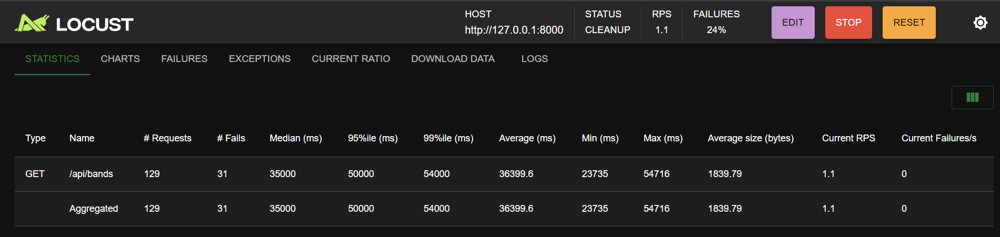 LOCUST
HOST
http://127.0.0.1:8000
STATUS
CLEANUP
RPS
1.1
FAILURES
24%
EDIT
STOP
RESET
STATISTICS CHARTS FAILURES EXCEPTIONS CURRENT RATIO DOWNLOAD DATA LOGS
Type Name # Requests # Fails Median (ms) 95%ile (ms) 99%ile (ms) Average (ms) Min (ms) Max (ms) Average size (bytes) Current RPS Current Failures/s
GET /api/bands 129 31 35000 50000 54000 36399.6 23735 54716 1839.79 1.1 0
Aggregated 129 31 35000 50000 54000 36399.6 23735 54716 1839.79 1.1 0